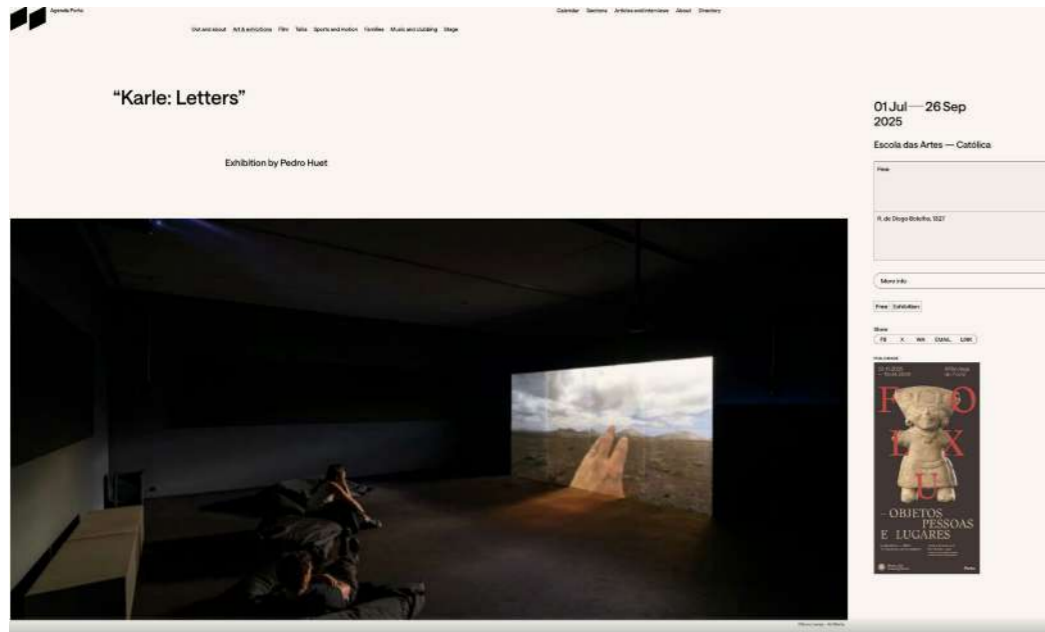 Agenda Porto
Calendar Sections Articles and interviews About Directory
Out and about Art & exhibitions Film Talks Sports and motion Families Music and clubbing Stage
“Karle: Letters”
Exhibition by Pedro Huet
01 Jul — 26 Sep
2025
Escola das Artes — Católica
Free
R. de Diogo Botelho, 1327
More info
Free Exhibition
Share
FB X WA EMAIL LINK
F O
L X
U
– OBJETOS
PESSOAS
E LUGARES
Porto.